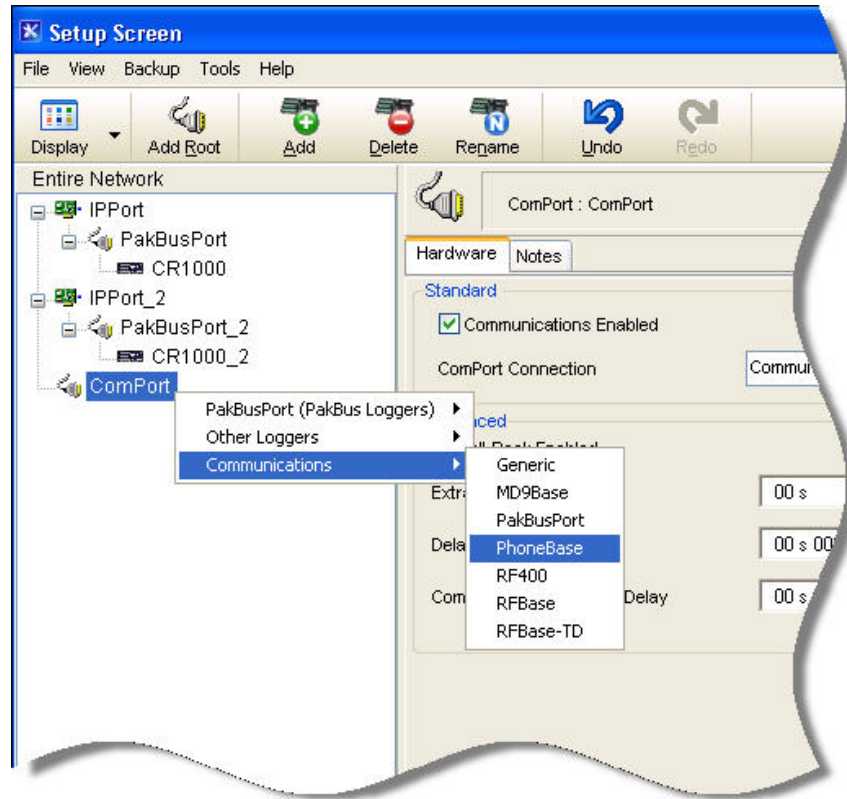 Setup Screen
File View Backup Tools Help
Display Add Root Add Delete Rename Undo Redo
Entire Network
IPPort
PakBusPort
CR1000
IPPort_2
PakBusPort_2
CR1000_2
ComPort
ComPort : ComPort
Hardware Notes
Standard
Communications Enabled
ComPort Connection
PakBusPort (PakBus Loggers)
Other Loggers
Communications
Generic
MD9Base
PakBusPort
PhoneBase
RF400
RFBase
RFBase-TD
00 s
00 s
Delay 00 s